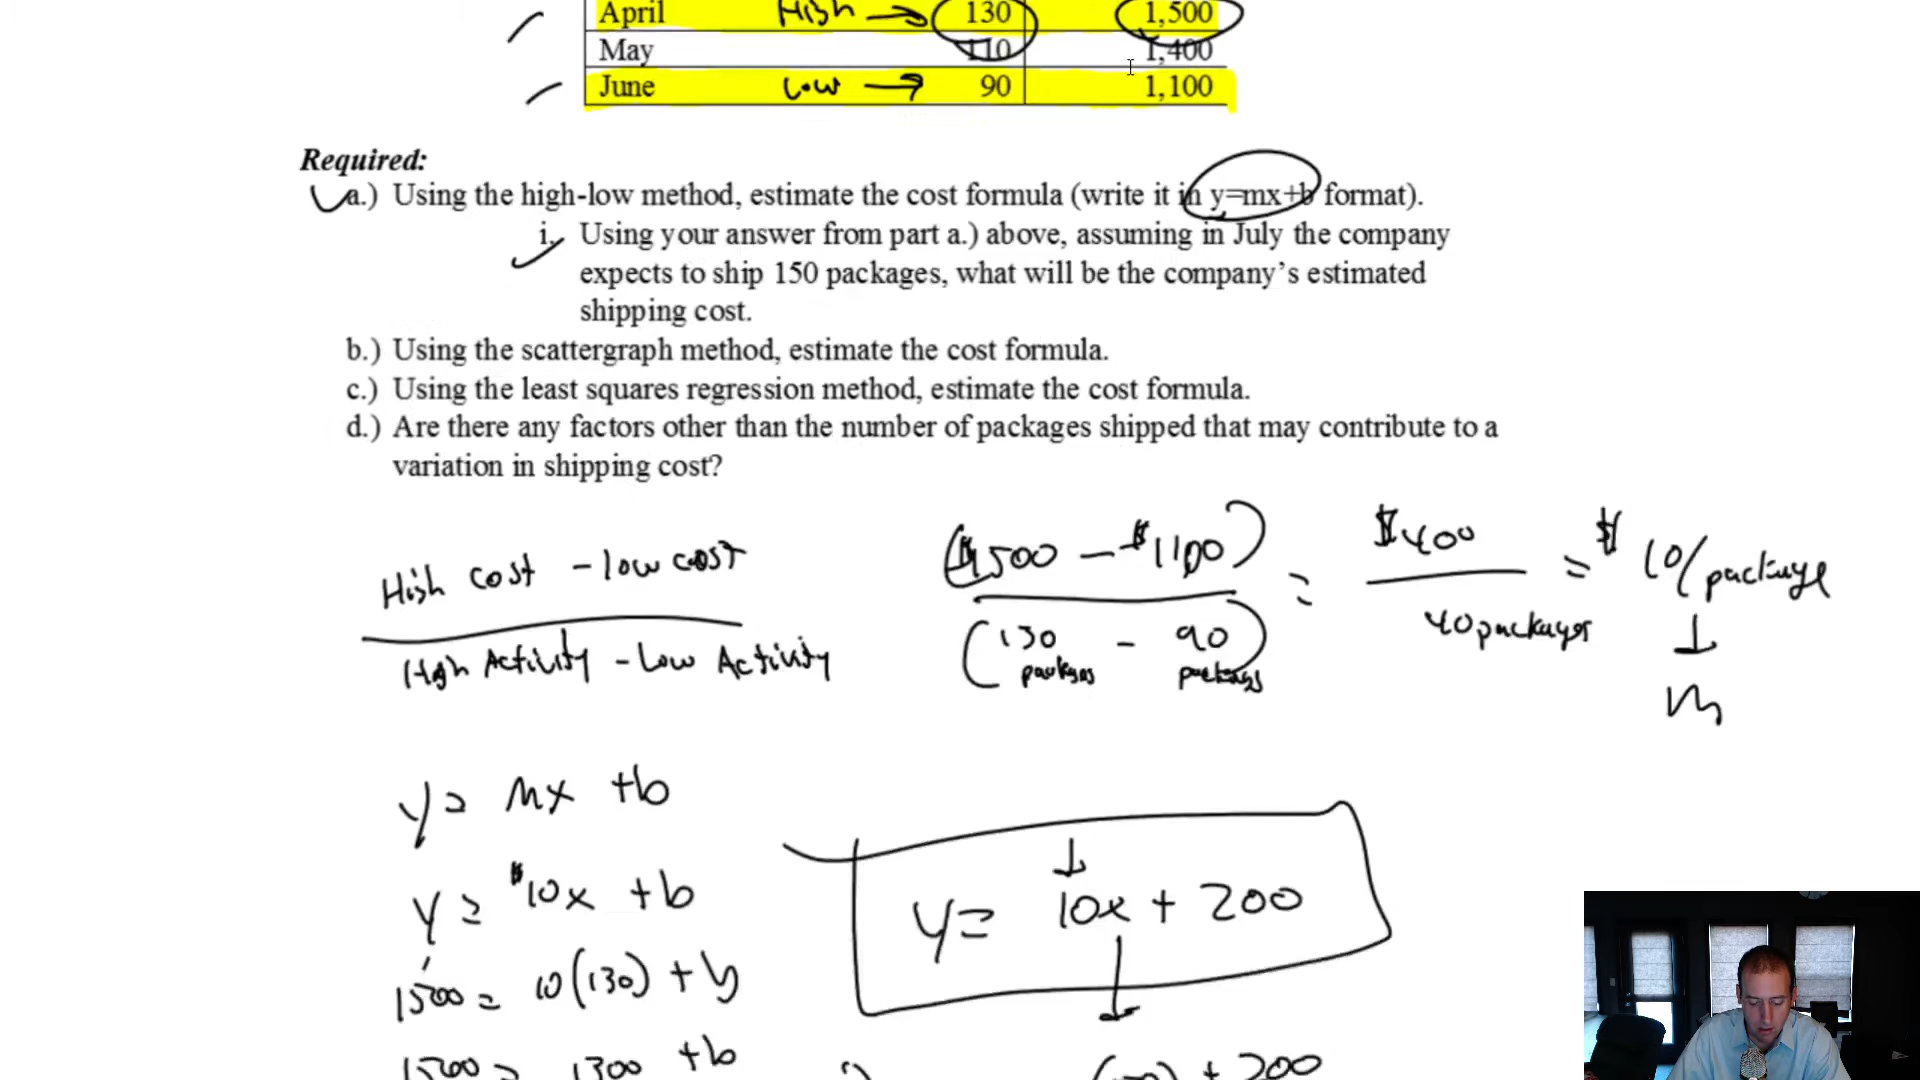 April High → 130 1,500
May 110 1,400
June Low → 90 1,100
Required:
a.) Using the high-low method, estimate the cost formula (write it in y=mx+b format).
i. Using your answer from part a.) above, assuming in July the company
expects to ship 150 packages, what will be the company’s estimated
shipping cost.
b.) Using the scattergraph method, estimate the cost formula.
c.) Using the least squares regression method, estimate the cost formula.
d.) Are there any factors other than the number of packages shipped that may contribute to a
variation in shipping cost?
High cost - low cost
High Activity - Low Activity
($1500 - $1100) = $400 = $10/package
(130 packages - 90 packages) 40 packages
m
y = mx + b
y = $10x + b
y = 10x + 200
1500 = 10(130) + b
1500 = 1300 + b
+ 200